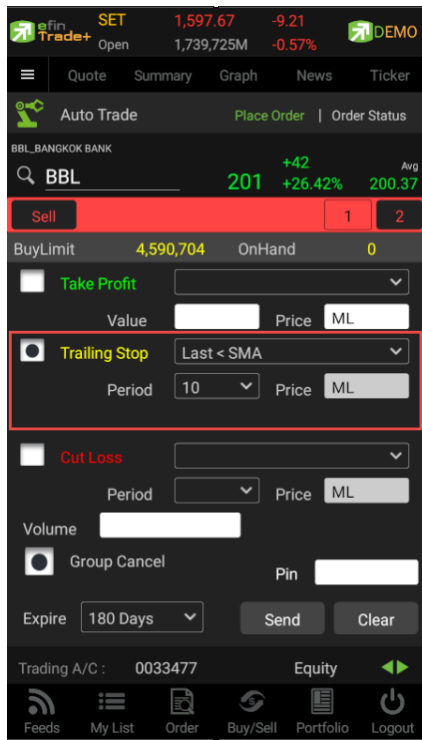 efin Trade+ SET 1,597.67 -9.21 DEMO
Open 1,739,725M -0.57%
Quote Summary Graph News Ticker
Auto Trade Place Order | Order Status
BBL_BANGKOK BANK
BBL 201 +42 +26.42% Avg 200.37
Sell 1 2
BuyLimit 4,590,704 OnHand 0
Take Profit
Value Price ML
Trailing Stop Last < SMA
Period 10 Price ML
Cut Loss
Period Price ML
Volume
Group Cancel
Pin
Expire 180 Days Send Clear
Trading A/C : 0033477 Equity
Feeds My List Order Buy/Sell Portfolio Logout